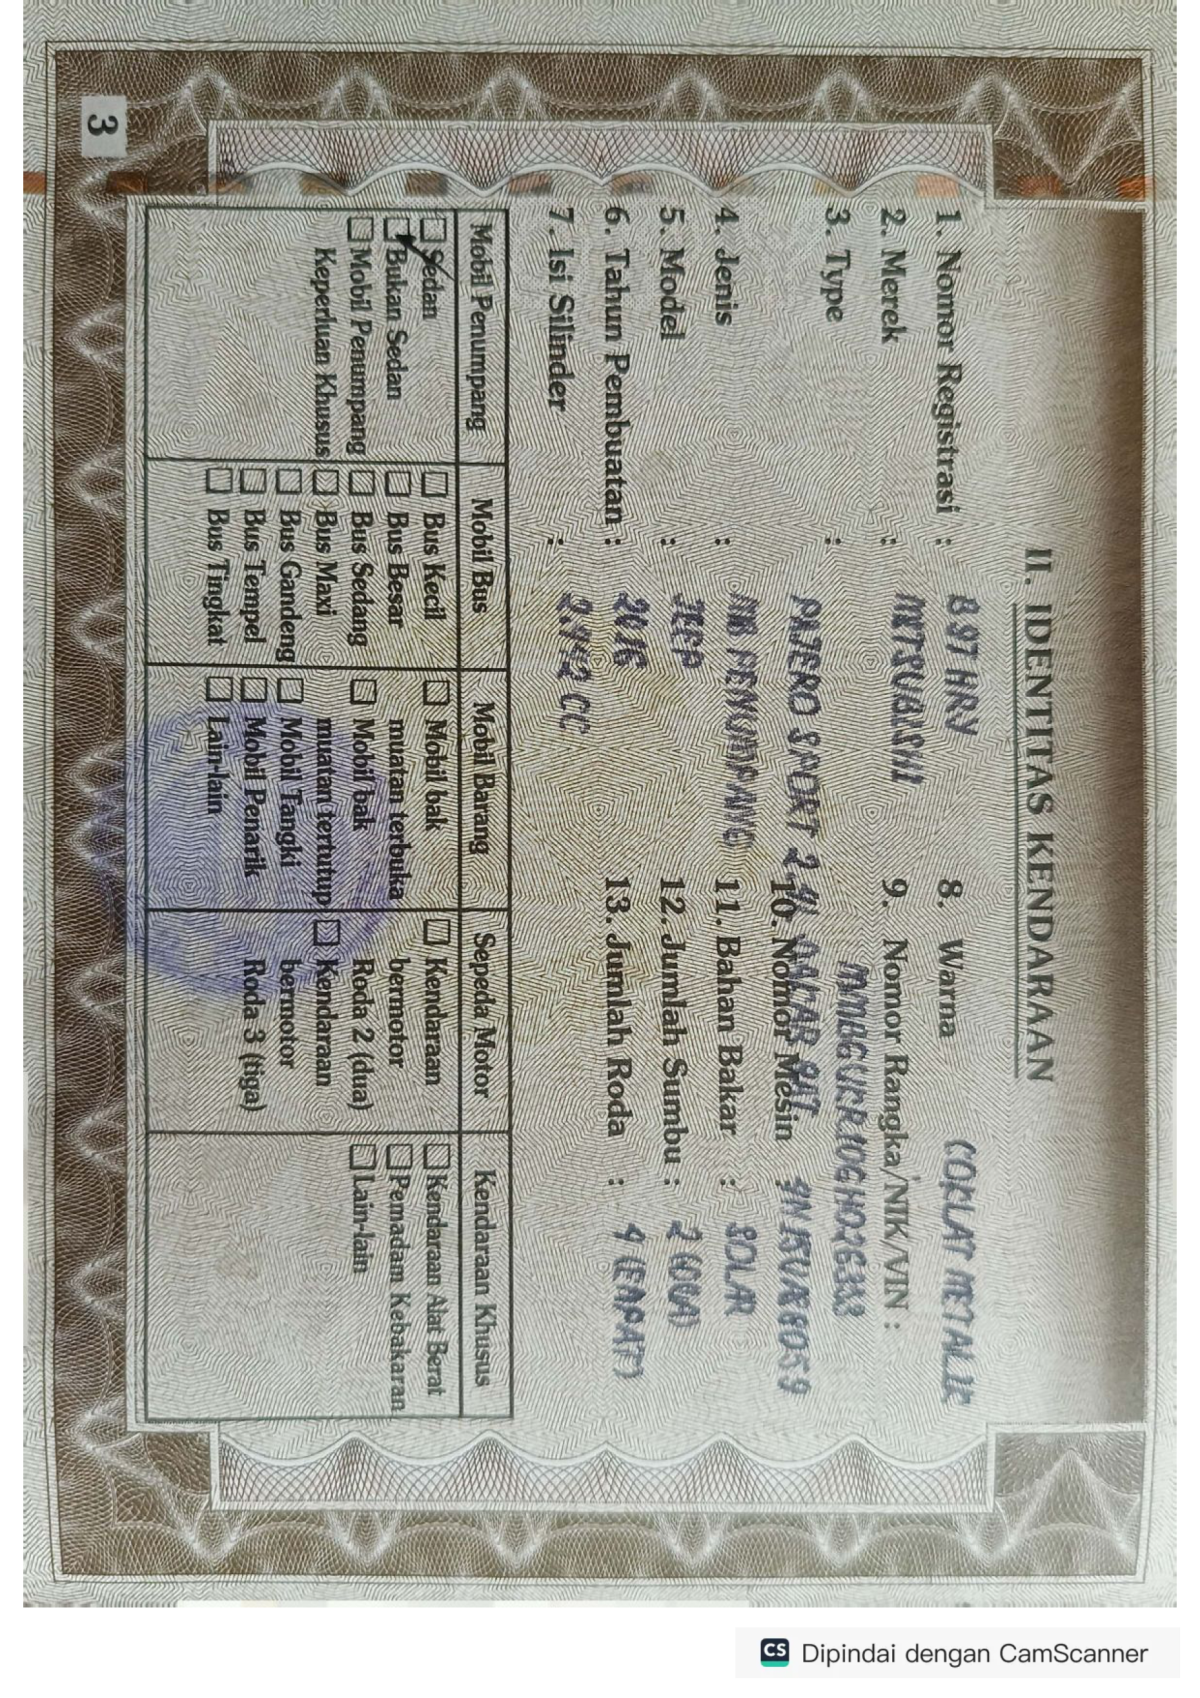 II. IDENTITAS KENDARAAN
1. Nomor Registrasi : B 97 HRV
2. Merek : MITSUBISHI
3. Type : PAJERO SPORT 2.4L DAKAR 8AT
4. Jenis : MB PENUMPANG
5. Model : JEEP
6. Tahun Pembuatan : 2016
7. Isi Silinder : 2.442 CC
8. Warna COKLAT METALIK
9. Nomor Rangka/NIK/VIN :
10. Nomor Mesin :
11. Bahan Bakar : SOLAR
12. Jumlah Sumbu : 2 (DUA)
13. Jumlah Roda : 4 (EMPAT)
Mobil Penumpang
Sedan
Bukan Sedan
Mobil Penumpang
Keperluan Khusus
Mobil Bus
Bus Kecil
Bus Besar
Bus Sedang
Bus Maxi
Bus Gandeng
Bus Tempel
Bus Tingkat
Mobil Barang
Mobil bak
muatan terbuka
Mobil bak
muatan tertutup
Mobil Tangki
Mobil Penarik
Lain-lain
Sepeda Motor
Kendaraan
bermotor
Roda 2 (dua)
Kendaraan
bermotor
Roda 3 (tiga)
Kendaraan Khusus
Kendaraan Alat Berat
Pemadam Kebakaran
Lain-lain
3
CS Dipindai dengan CamScanner